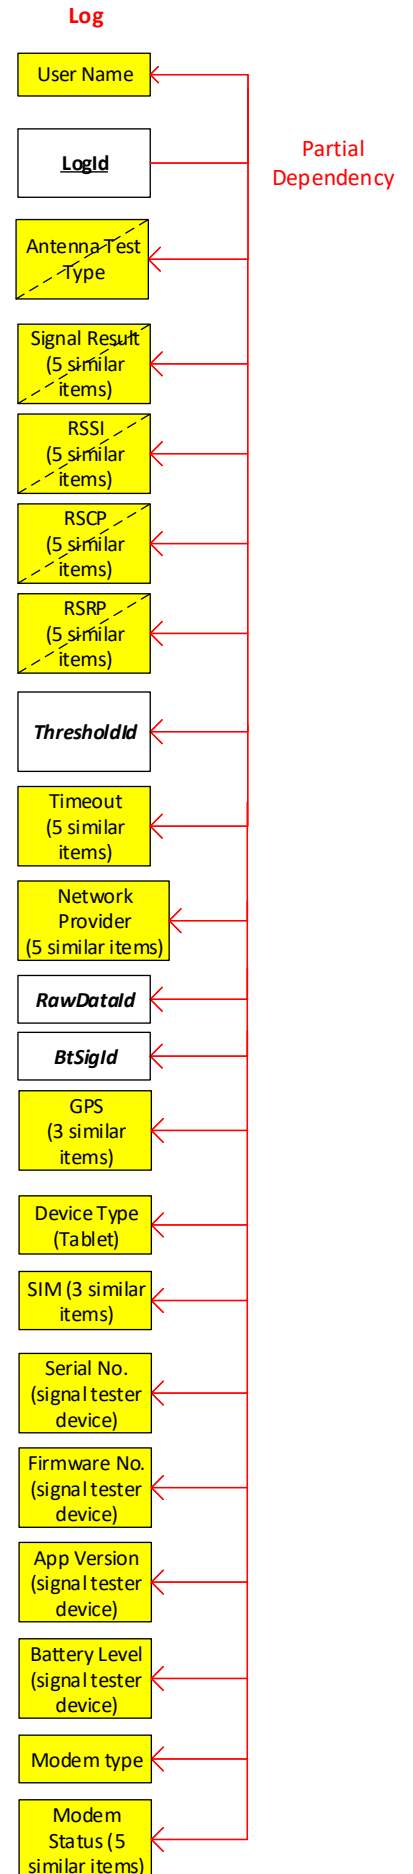 Log
User Name
LogId
Partial
Dependency
Antenna Test
Type
Signal Result
(5 similar
items)
RSSI
(5 similar
items)
RSCP
(5 similar
items)
RSRP
(5 similar
items)
ThresholdId
Timeout
(5 similar
items)
Network
Provider
(5 similar items)
RawDataId
BtSigId
GPS
(3 similar
items)
Device Type
(Tablet)
SIM (3 similar
items)
Serial No.
(signal tester
device)
Firmware No.
(signal tester
device)
App Version
(signal tester
device)
Battery Level
(signal tester
device)
Modem type
Modem
Status (5
similar items)